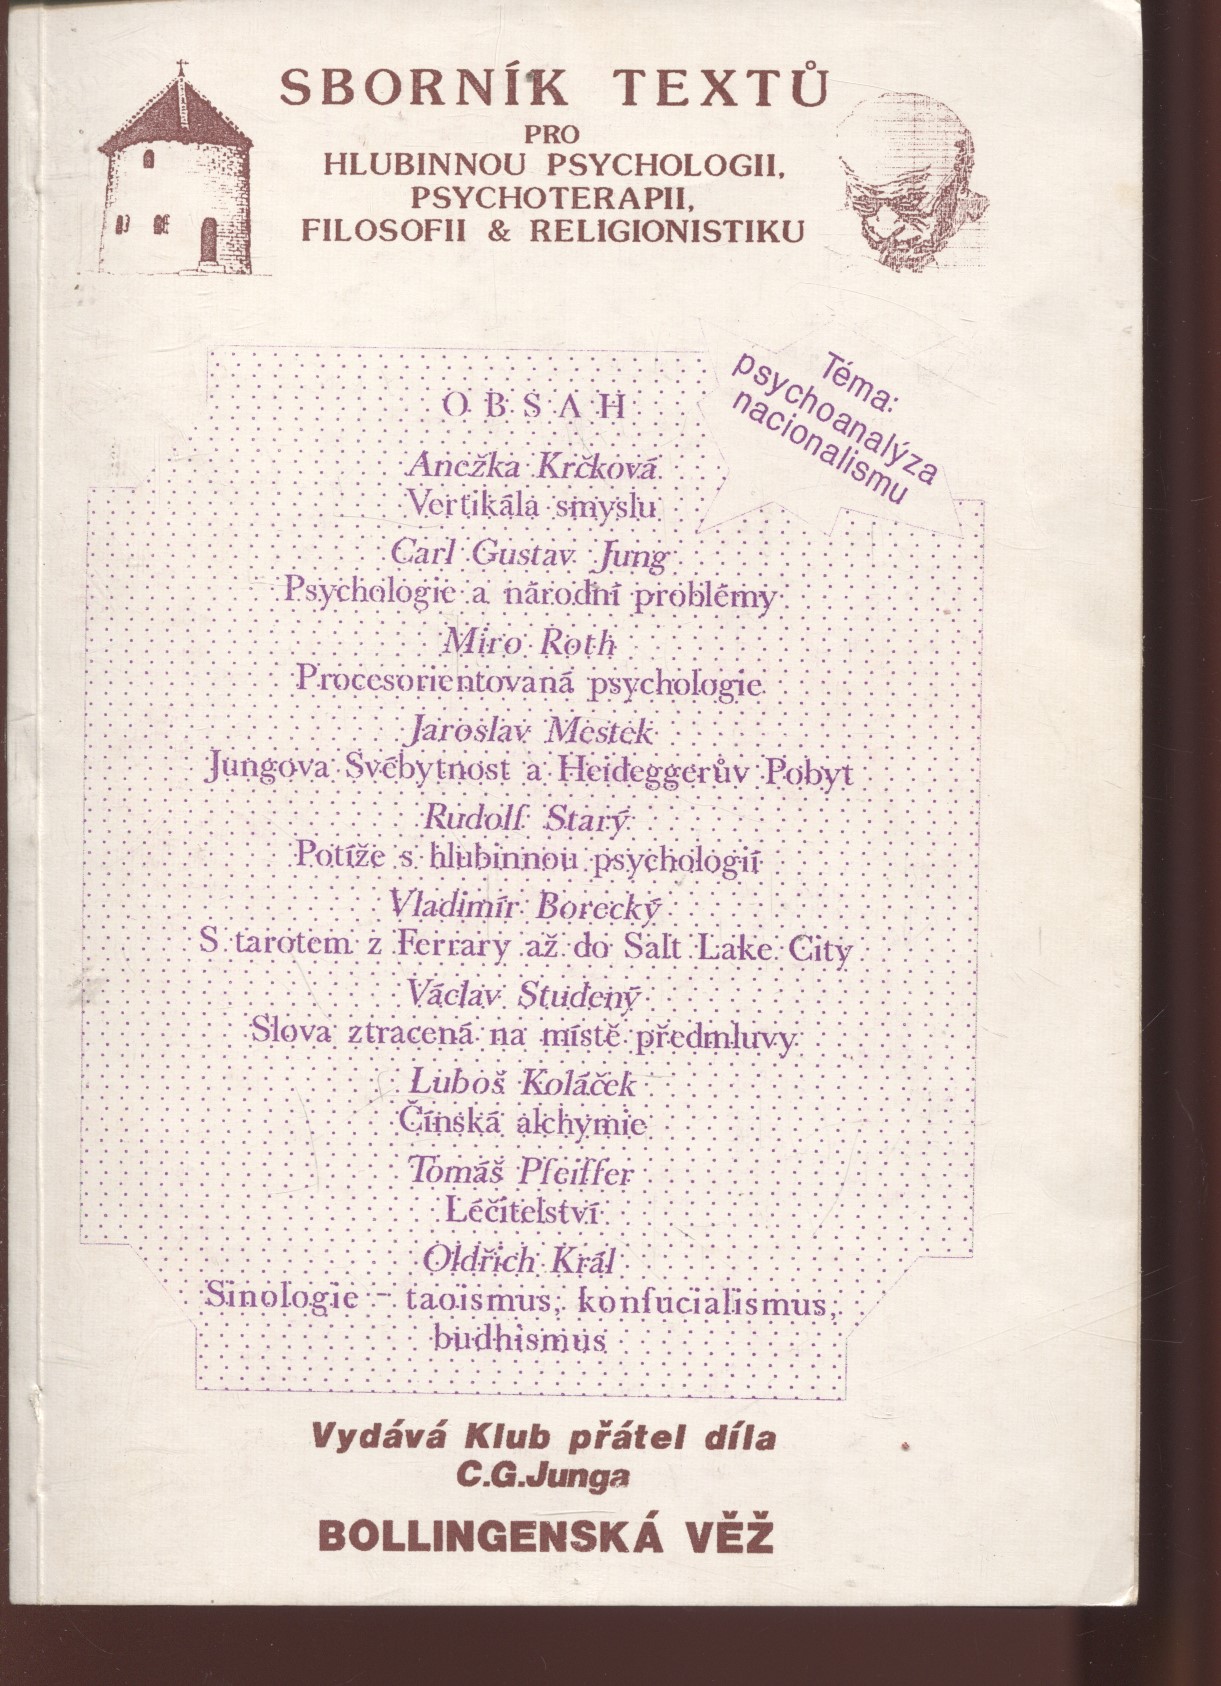 SBORNÍK TEXTŮ
PRO
HLUBINNOU PSYCHOLOGII,
PSYCHOTERAPII,
FILOSOFII & RELIGIONISTIKU
Téma:
psychoanalýza
nacionalismu
OBSAH
Anežka Krčková
Vertikála smyslu
Carl Gustav Jung
Psychologie a národní problémy
Miro Roth
Procesorientovaná psychologie
Jaroslav Mestek
Jungova Svébytnost a Heideggerův Pobyt
Rudolf Starý
Potíže s hlubinnou psychologií
Vladimír Borecký
S tarotem z Ferrary až do Salt Lake City
Václav Studený
Slova ztracená na místě předmluvy
Luboš Koláček
Čínská alchymie
Tomáš Pfeiffer
Léčitelství
Oldřich Král
Sinologie - taoismus, konfucialismus,
budhismus
Vydává Klub přátel díla
C.G.Junga
BOLLINGENSKÁ VĚŽ